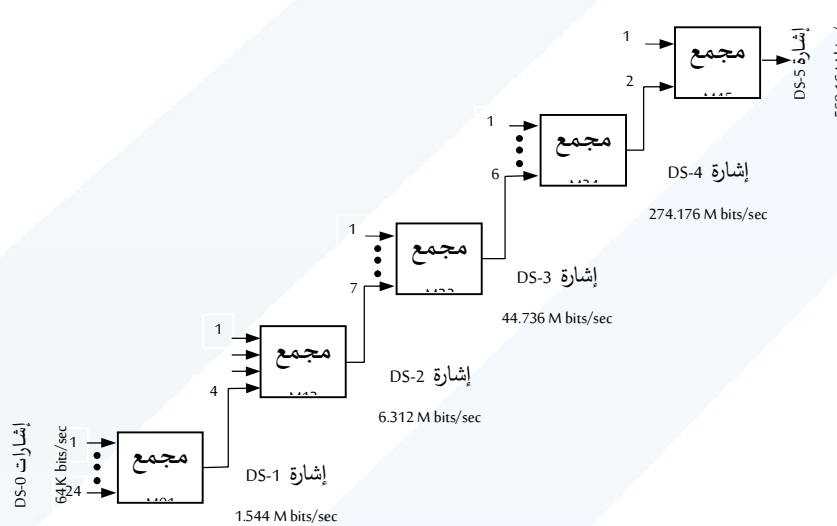 1
مجمع
2
إشارة DS-5
1
مجمع
6
إشارة DS-4
274.176 M bits/sec
1
مجمع
7
إشارة DS-3
44.736 M bits/sec
1
مجمع
4
إشارة DS-2
6.312 M bits/sec
إشارات DS-0
64K bits/sec
1
مجمع
24
إشارة DS-1
1.544 M bits/sec